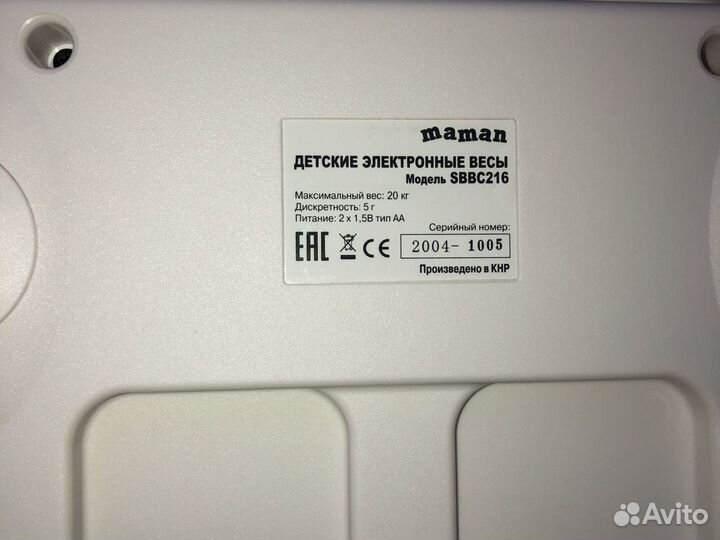 maman
ДЕТСКИЕ ЭЛЕКТРОННЫЕ ВЕСЫ
Модель SBBC216
Максимальный вес: 20 кг
Дискретность: 5 г
Питание: 2 x 1,5В тип АА
Серийный номер:
EAC CE 2004- 1005
Произведено в КНР
Avito